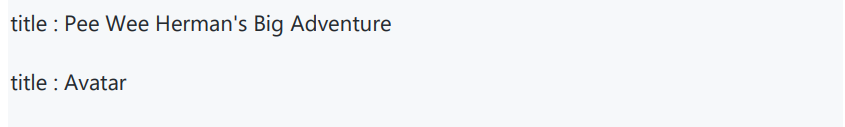 title : Pee Wee Herman's Big Adventure
title : Avatar